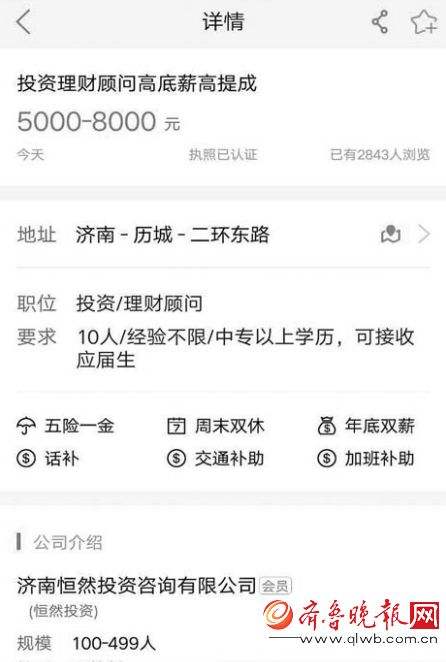 详情
投资理财顾问高底薪高提成
5000-8000 元
今天 执照已认证 已有2843人浏览
地址 济南 - 历城 - 二环东路
职位 投资/理财顾问
要求 10人/经验不限/中专以上学历，可接收
应届生
五险一金 周末双休 年底双薪
话补 交通补助 加班补助
公司介绍
济南恒然投资咨询有限公司 会员
(恒然投资)
规模 100-499人
齐鲁晚报网
www.qlwb.com.cn